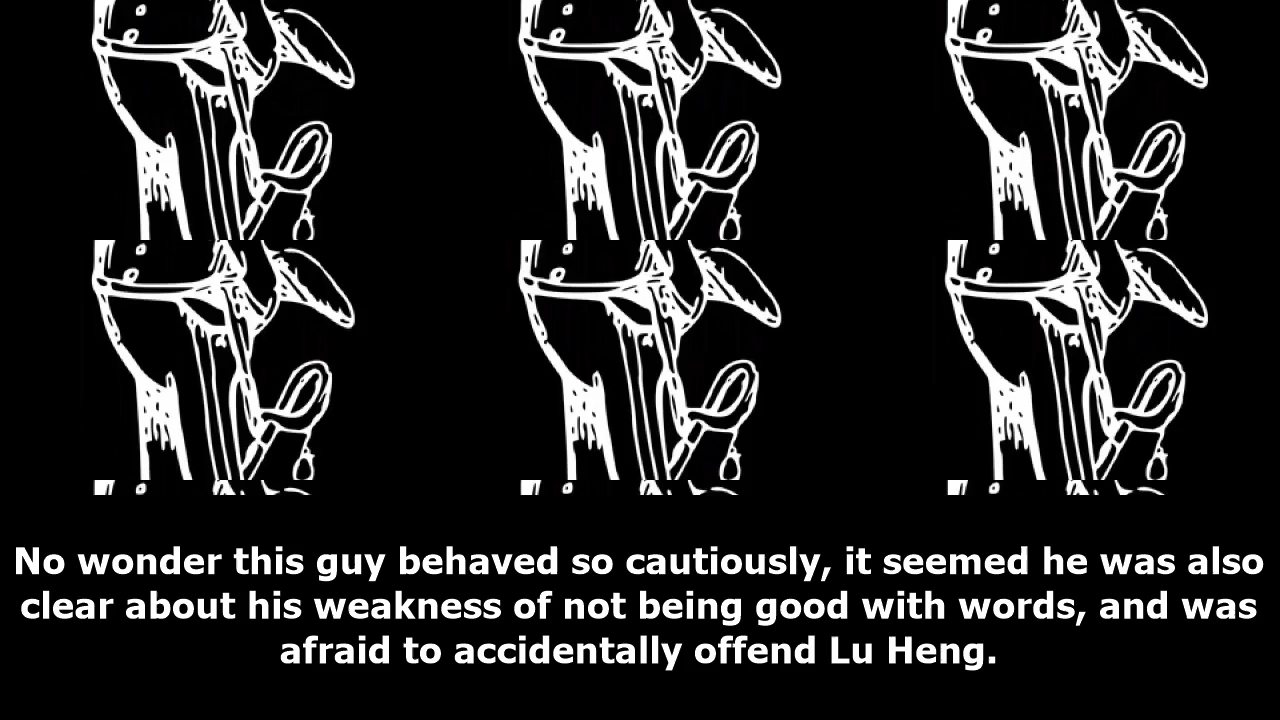 No wonder this guy behaved so cautiously, it seemed he was also
clear about his weakness of not being good with words, and was
afraid to accidentally offend Lu Heng.